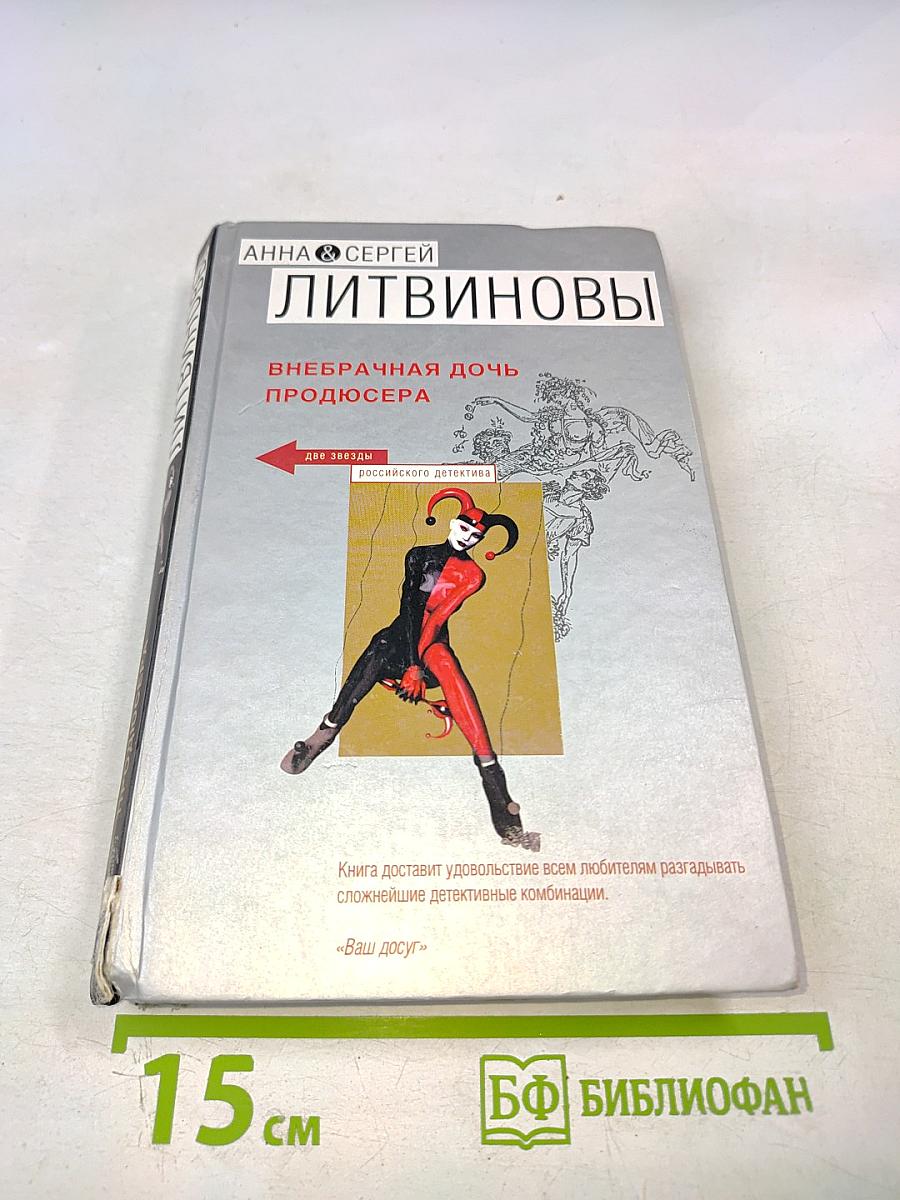 АННА & СЕРГЕЙ
ЛИТВИНОВЫ
ВНЕБРАЧНАЯ ДОЧЬ
ПРОДЮСЕРА
две звезды
российского детектива
Книга доставит удовольствие всем любителям разгадывать
сложнейшие детективные комбинации.
«Ваш досуг»
15 см
БФ БИБЛИОФАН